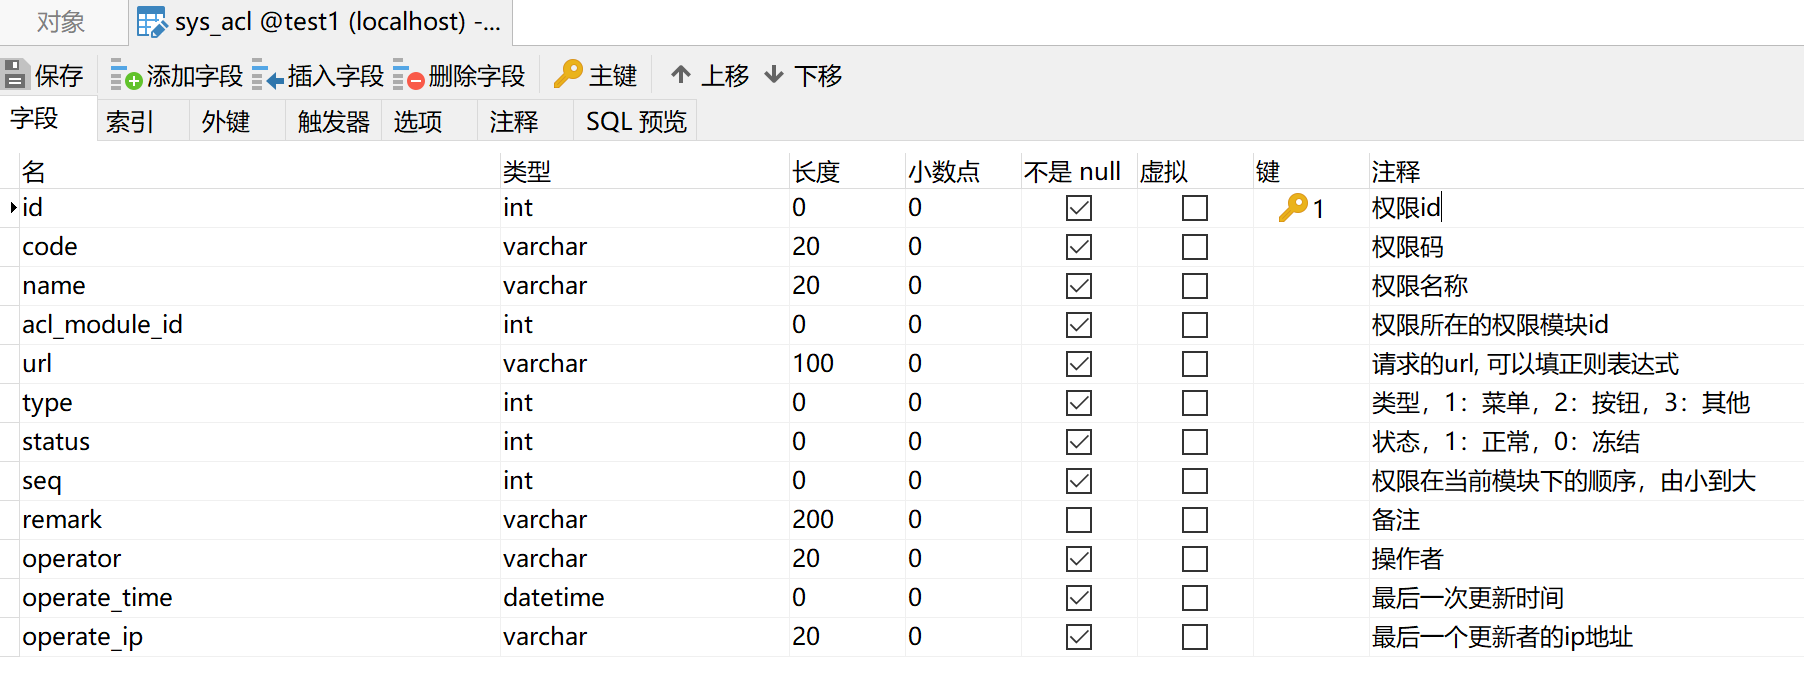 对象 sys_acl @test1 (localhost) -...
保存 添加字段 插入字段 删除字段 主键 上移 下移
字段 索引 外键 触发器 选项 注释 SQL 预览
名 类型 长度 小数点 不是 null 虚拟 键 注释
id int 0 0 1 权限id
code varchar 20 0 权限码
name varchar 20 0 权限名称
acl_module_id int 0 0 权限所在的权限模块id
url varchar 100 0 请求的url, 可以填正则表达式
type int 0 0 类型，1：菜单，2：按钮，3：其他
status int 0 0 状态，1：正常，0：冻结
seq int 0 0 权限在当前模块下的顺序，由小到大
remark varchar 200 0 备注
operator varchar 20 0 操作者
operate_time datetime 0 0 最后一次更新时间
operate_ip varchar 20 0 最后一个更新者的ip地址